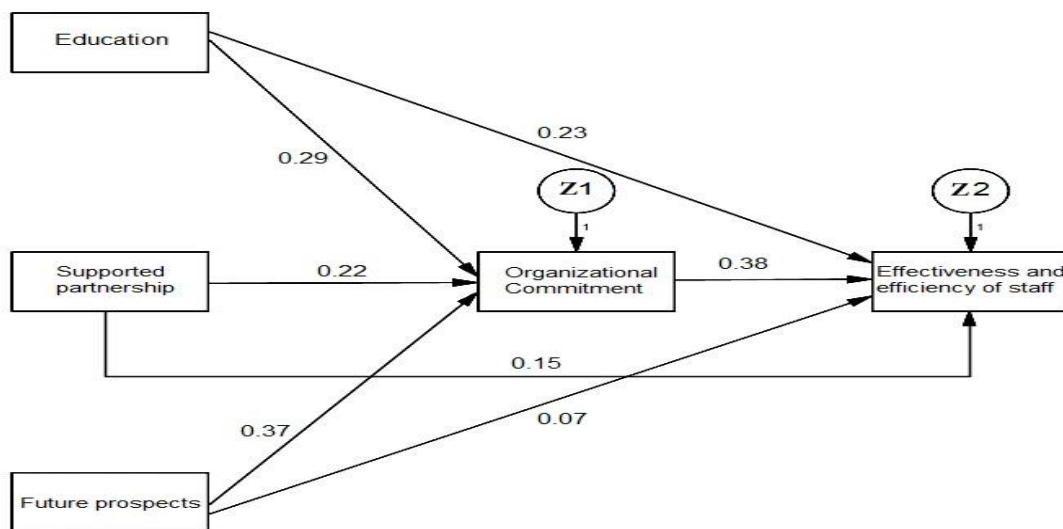 Education
0.23
0.29
Z1
Z2
1
1
Supported
partnership
0.22
Organizational
Commitment
0.38
Effectiveness and
efficiency of staff
0.15
0.37
0.07
Future prospects